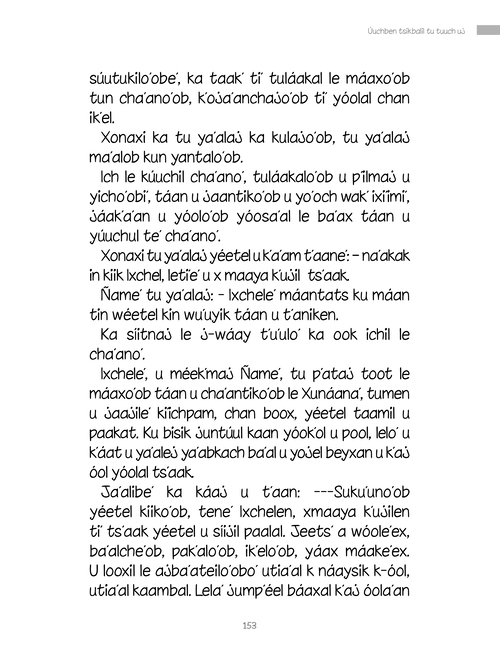 Úuchben tsikbalil tu tuuch uj
súutukilo'obe', ka taak' ti' tuláakal le máaxo'ob
tun cha'ano'ob, k'oja'anchajo'ob ti' yóolal chan
ik'el.
Xonaxi ka tu ya'alaj ka kulajo'ob, tu ya'alaj
ma'alob kun yantalo'ob.
Ich le kúuchil cha'ano', tuláakalo'ob u p'ilmaj u
yicho'obi', táan u jaantiko'ob u yo'och wak' ixi'imi',
jáak'a'an u yóolo'ob yóosa'al le ba'ax táan u
yúuchul te' cha'ano'.
Xonaxi tu ya'alaj yéetel u k'a'am t'aane': – na'akak
in kiik Ixchel, leti'e' u x maaya k'ujil ts'aak.
Ñame' tu ya'alaj: - Ixchele' máantats ku máan
tin wéetel kin wu'uyik táan u t'aniken.
Ka síitnaj le j-wáay t'u'ulo' ka ook ichil le
cha'ano'.
Ixchele', u méek'maj Ñame', tu p'ataj toot le
máaxo'ob táan u cha'antiko'ob le Xunáana', tumen
u jaajile' ki'ichpam, chan boox, yéetel taamil u
paakat. Ku bisik juntúul kaan yóok'ol u pool, lelo' u
k'áat u ya'alej ya'abkach ba'al u yojel beyxan u k'aj
óol yóolal ts'aak.
Ja'alibe' ka káaj u t'aan: ---Suku'uno'ob
yéetel kiiko'ob, tene' Ixchelen, xmaaya k'ujilen
ti' ts'aak yéetel u síijil paalal. Jeets' a wóole'ex,
ba'alche'ob, pak'alo'ob, ik'elo'ob, yáax máake'ex.
U looxil le ajba'ateilo'obo' utia'al k náaysik k-óol,
utia'al kaambal. Lela' jump'éel báaxal k'aj óola'an
153